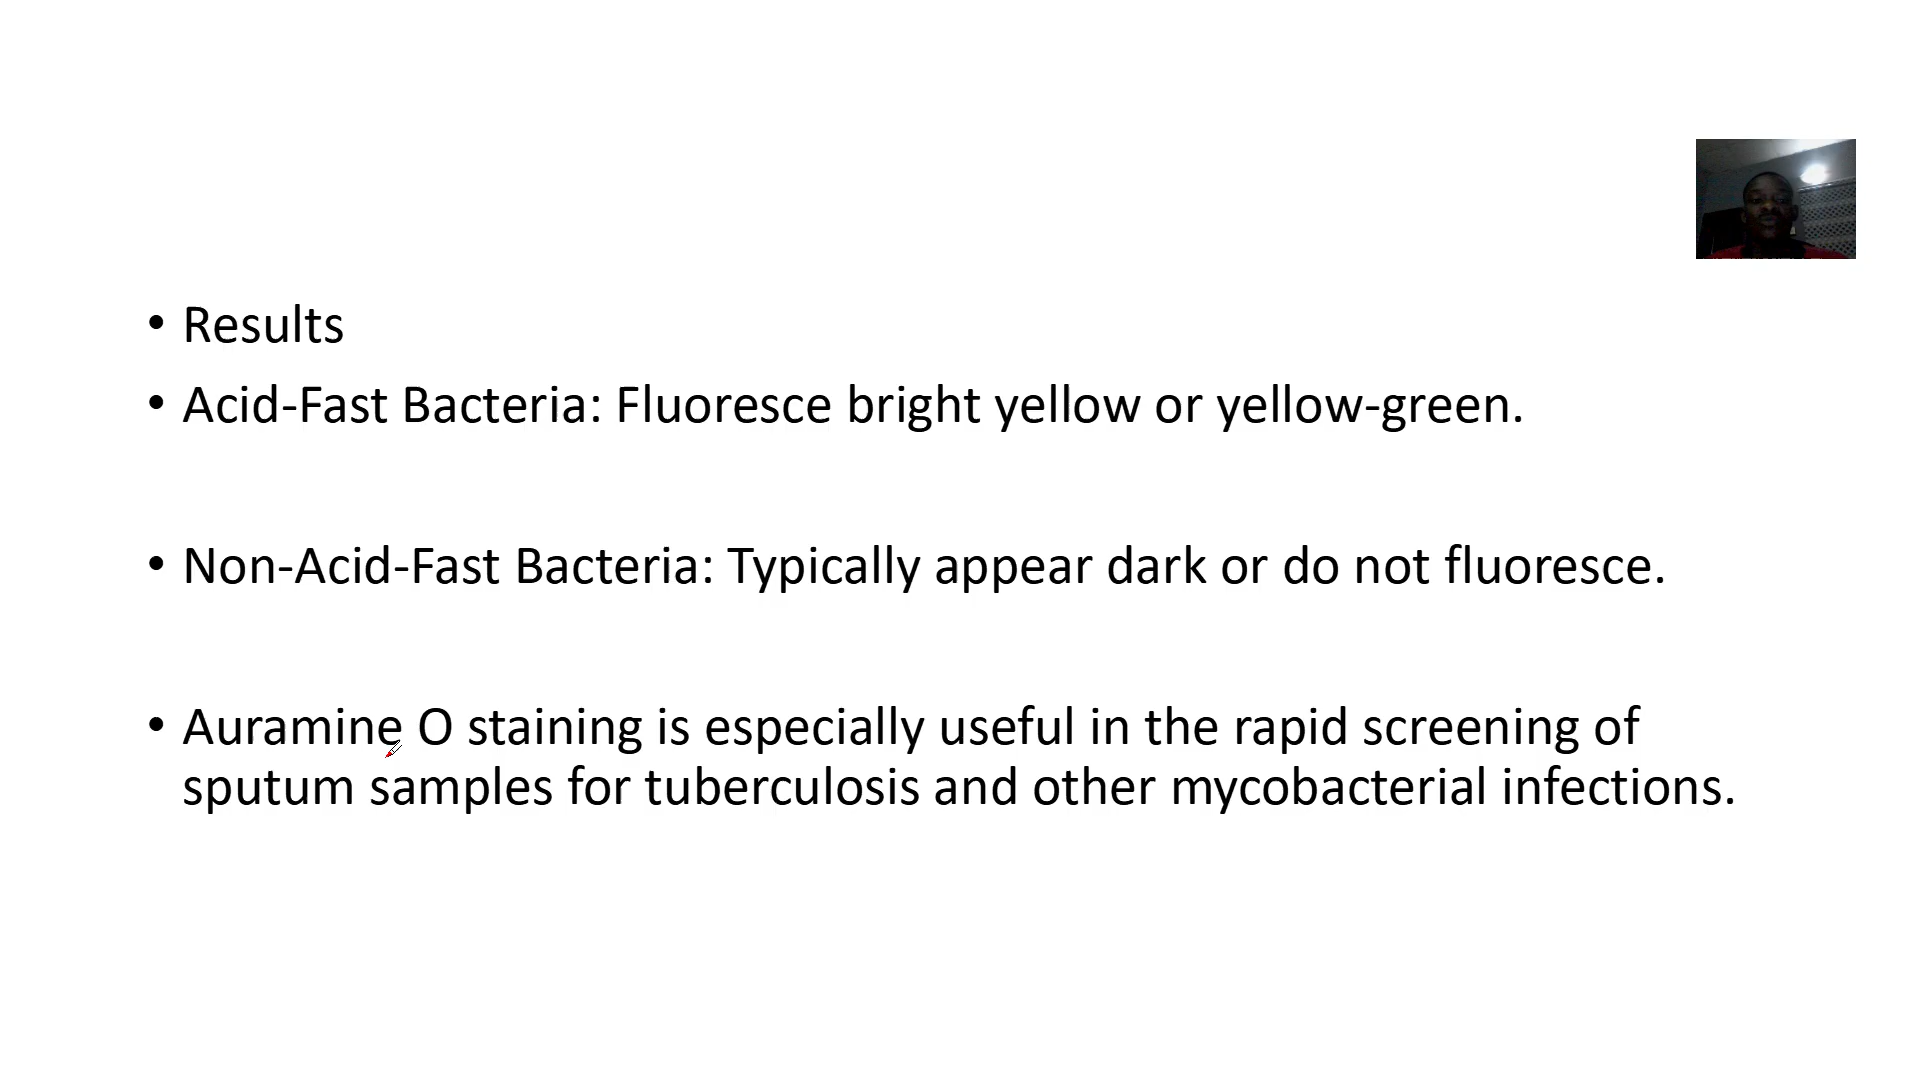 • Results
• Acid-Fast Bacteria: Fluoresce bright yellow or yellow-green.
• Non-Acid-Fast Bacteria: Typically appear dark or do not fluoresce.
• Auramine O staining is especially useful in the rapid screening of
sputum samples for tuberculosis and other mycobacterial infections.